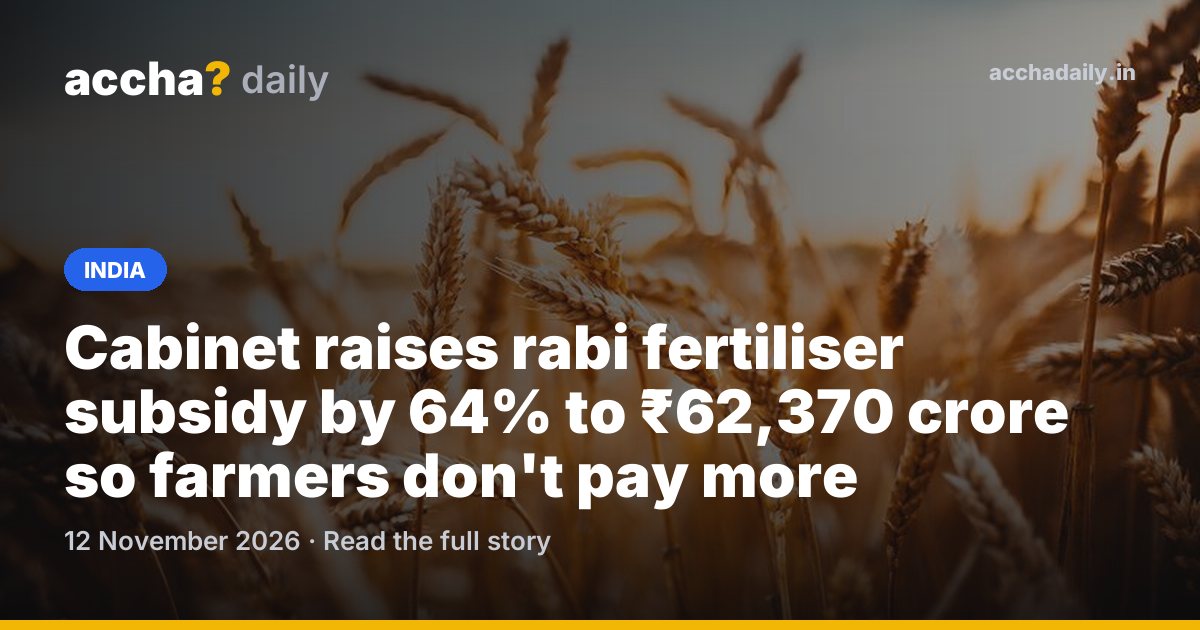 accha? daily
acchadaily.in
INDIA
Cabinet raises rabi fertiliser
subsidy by 64% to ₹62,370 crore
so farmers don't pay more
12 November 2026 · Read the full story